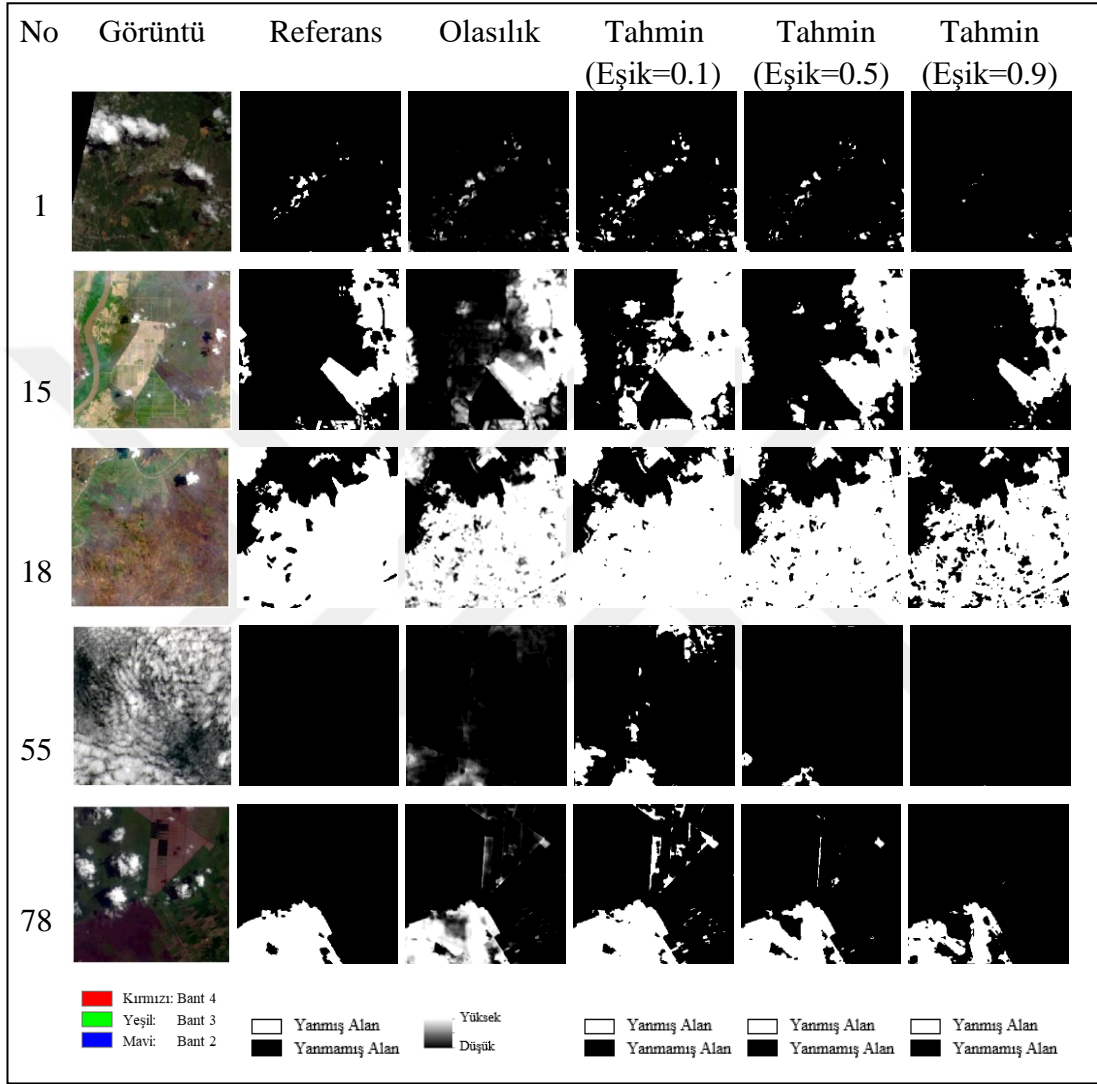 No Görüntü Referans Olasılık Tahmin Tahmin Tahmin
(Eşik=0.1) (Eşik=0.5) (Eşik=0.9)
1
15
18
55
78
Kırmızı: Bant 4
Yeşil: Bant 3
Mavi: Bant 2
Yanmış Alan
Yanmamış Alan
Yüksek
Düşük
Yanmış Alan
Yanmamış Alan
Yanmış Alan
Yanmamış Alan
Yanmış Alan
Yanmamış Alan